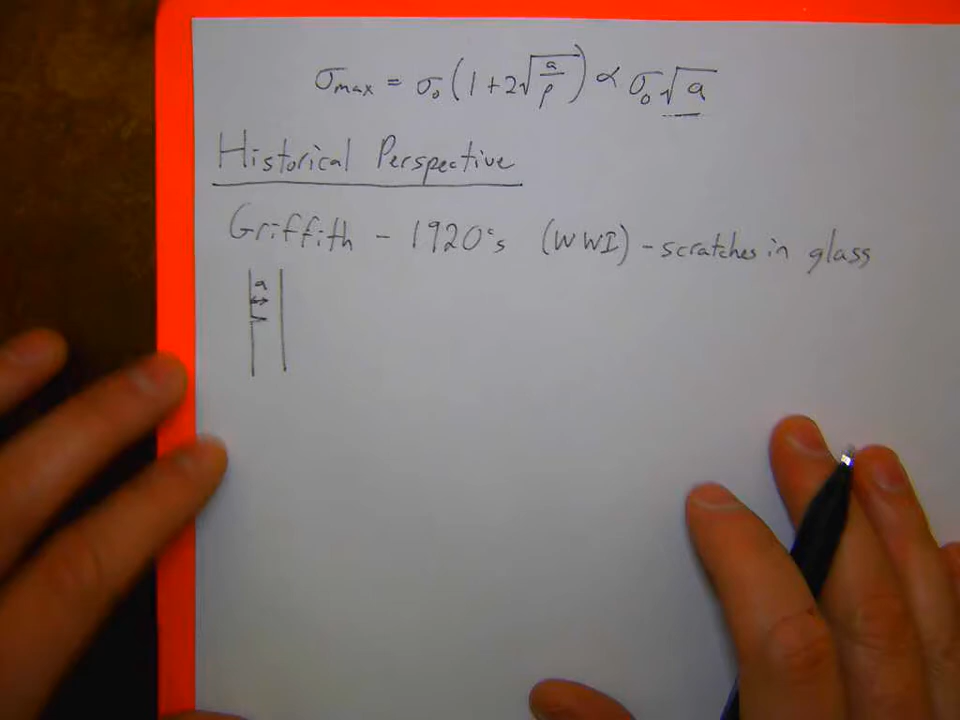 σmax = σ₀(1+2√(a/ρ)) ∝ σ₀√a
Historical Perspective
Griffith - 1920's (WWI) - scratches in glass
a